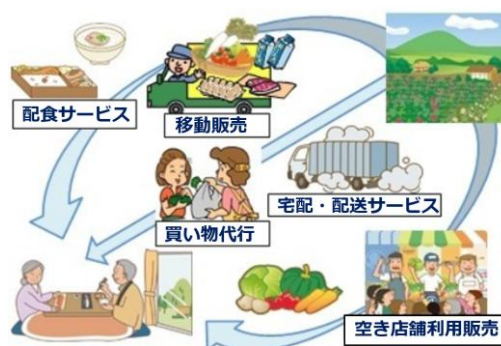 配食サービス
移動販売
宅配・配送サービス
買い物代行
空き店舗利用販売